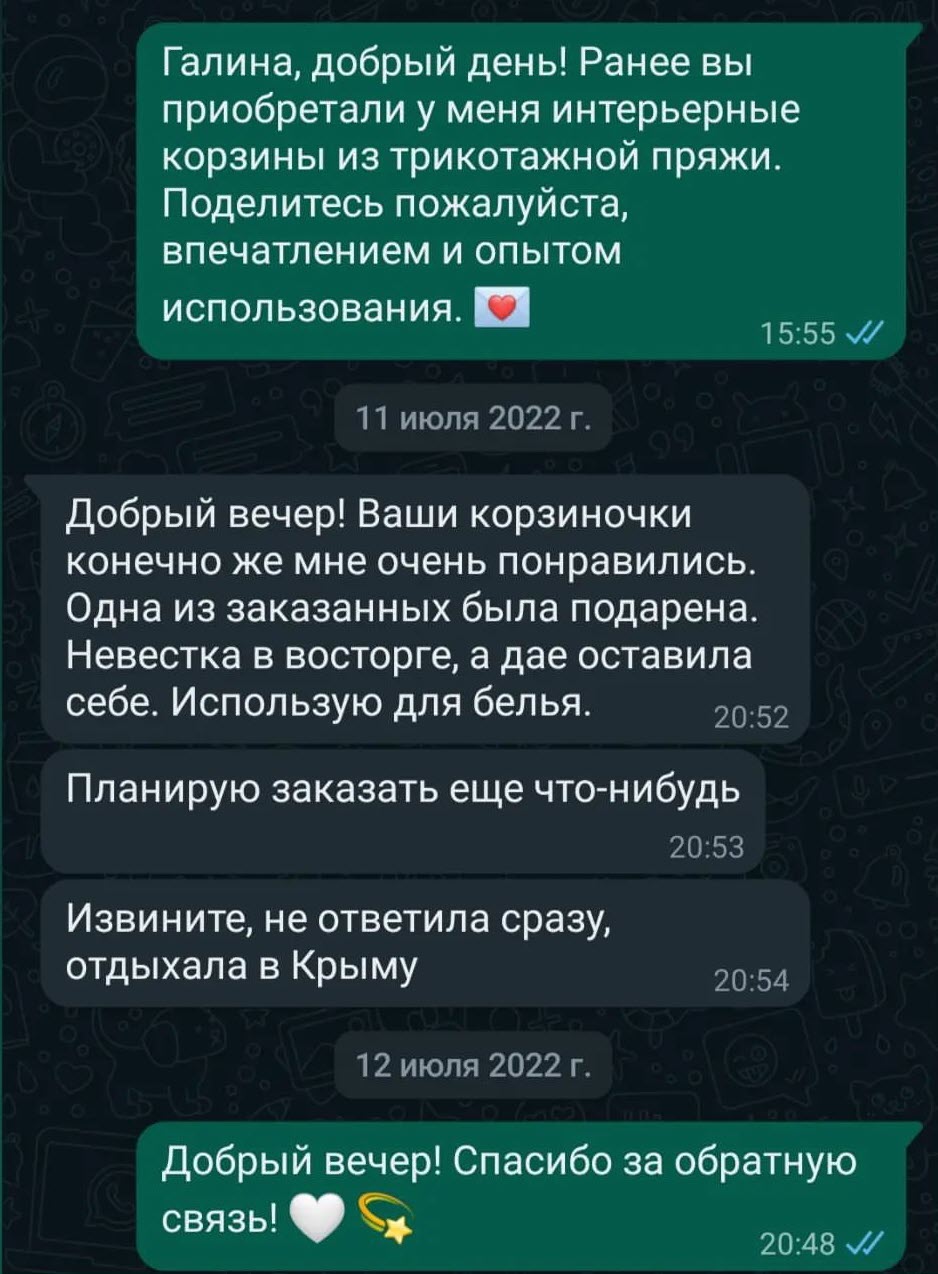 Галина, добрый день! Ранее вы
приобретали у меня интерьерные
корзины из трикотажной пряжи.
Поделитесь пожалуйста,
впечатлением и опытом
использования. 💌
15:55
11 июля 2022 г.
Добрый вечер! Ваши корзиночки
конечно же мне очень понравились.
Одна из заказанных была подарена.
Невестка в восторге, а дае оставила
себе. Использую для белья.
20:52
Планирую заказать еще что-нибудь
20:53
Извините, не ответила сразу,
отдыхала в Крыму
20:54
12 июля 2022 г.
Добрый вечер! Спасибо за обратную
связь! 🤍 💫
20:48